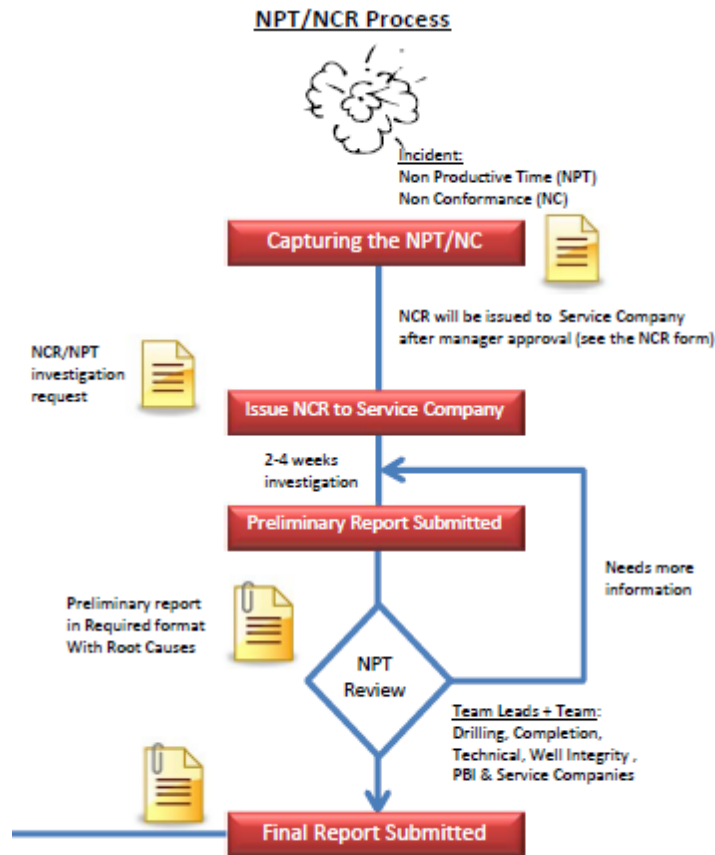 NPT/NCR Process
Incident:
Non Productive Time (NPT)
Non Conformance (NC)
Capturing the NPT/NC
NCR will be issued to Service Company
after manager approval (see the NCR form)
NCR/NPT
investigation
request
Issue NCR to Service Company
2-4 weeks
investigation
Preliminary Report Submitted
Needs more
information
Preliminary report
in Required format
With Root Causes
NPT
Review
Team Leads + Team:
Drilling, Completion,
Technical, Well Integrity ,
PBI & Service Companies
Final Report Submitted